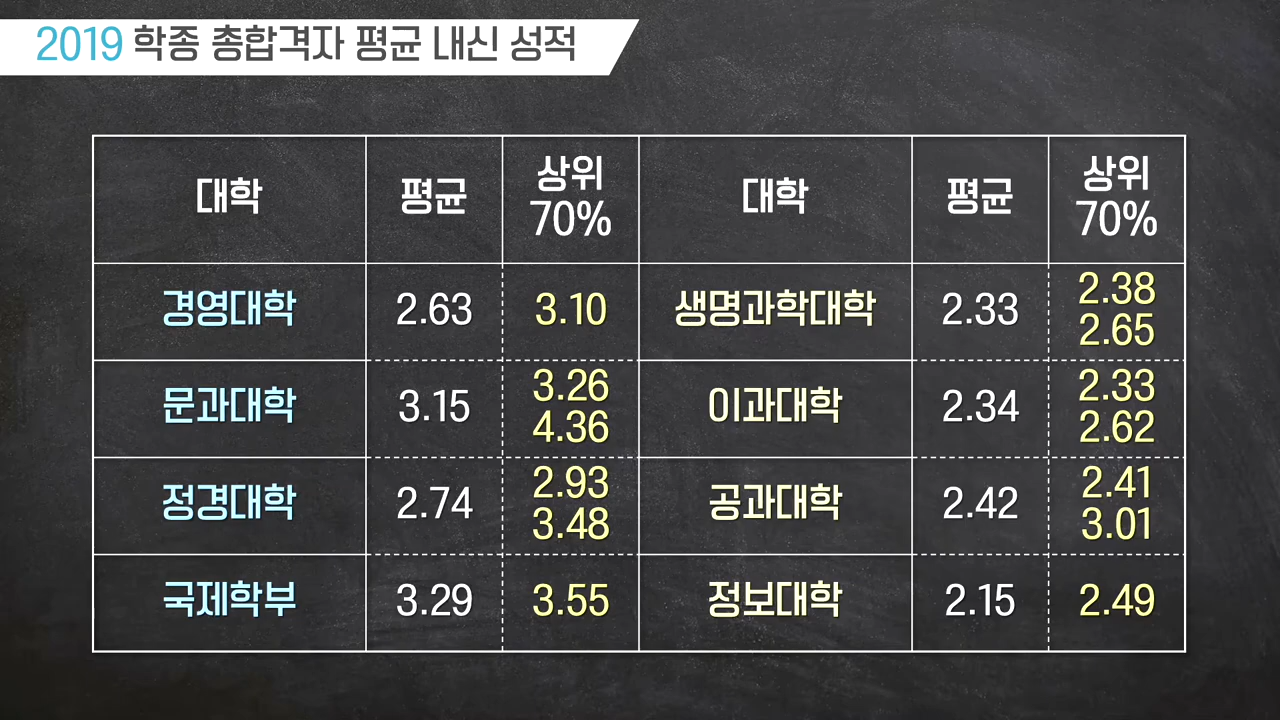 2019 학종 총합격자 평균 내신 성적
대학 평균 상위 70% 대학 평균 상위 70%
경영대학 2.63 3.10 생명과학대학 2.33 2.38 2.65
문과대학 3.15 3.26 4.36 이과대학 2.34 2.33 2.62
정경대학 2.74 2.93 3.48 공과대학 2.42 2.41 3.01
국제학부 3.29 3.55 정보대학 2.15 2.49